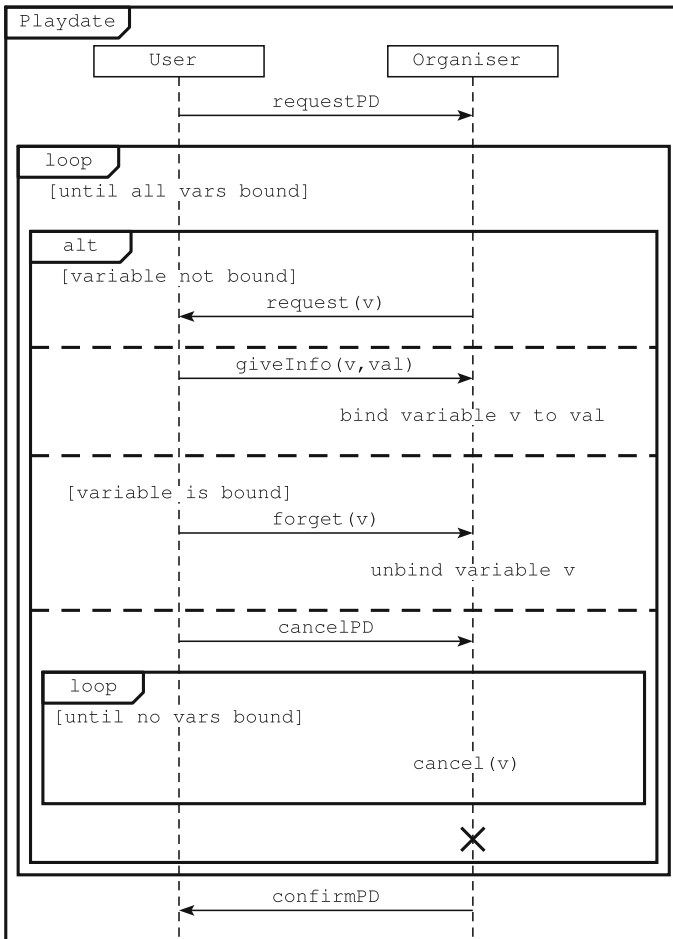 Playdate
User
Organiser
requestPD
loop
[until all vars bound]
alt
[variable not bound]
request(v)
giveInfo(v,val)
bind variable v to val
[variable is bound]
forget(v)
unbind variable v
cancelPD
loop
[until no vars bound]
cancel(v)
confirmPD